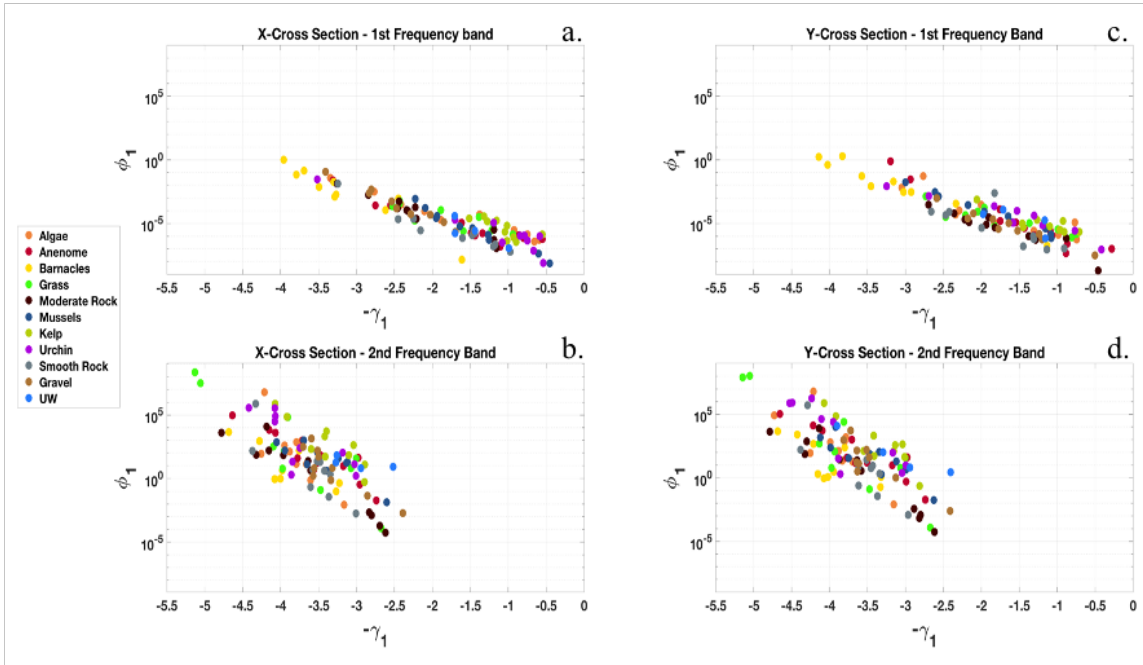 X-Cross Section - 1st Frequency band
a.
10^5
10^0
10^-5
ϕ1
-5.5 -5 -4.5 -4 -3.5 -3 -2.5 -2 -1.5 -1 -0.5 0
-γ1
Y-Cross Section - 1st Frequency Band
c.
10^5
10^0
10^-5
ϕ1
-5.5 -5 -4.5 -4 -3.5 -3 -2.5 -2 -1.5 -1 -0.5 0
-γ1
Algae
Anenome
Barnacles
Grass
Moderate Rock
Mussels
Kelp
Urchin
Smooth Rock
Gravel
UW
X-Cross Section - 2nd Frequency Band
b.
10^5
10^0
10^-5
ϕ1
-5.5 -5 -4.5 -4 -3.5 -3 -2.5 -2 -1.5 -1 -0.5 0
-γ1
Y-Cross Section - 2nd Frequency Band
d.
10^5
10^0
10^-5
ϕ1
-5.5 -5 -4.5 -4 -3.5 -3 -2.5 -2 -1.5 -1 -0.5 0
-γ1